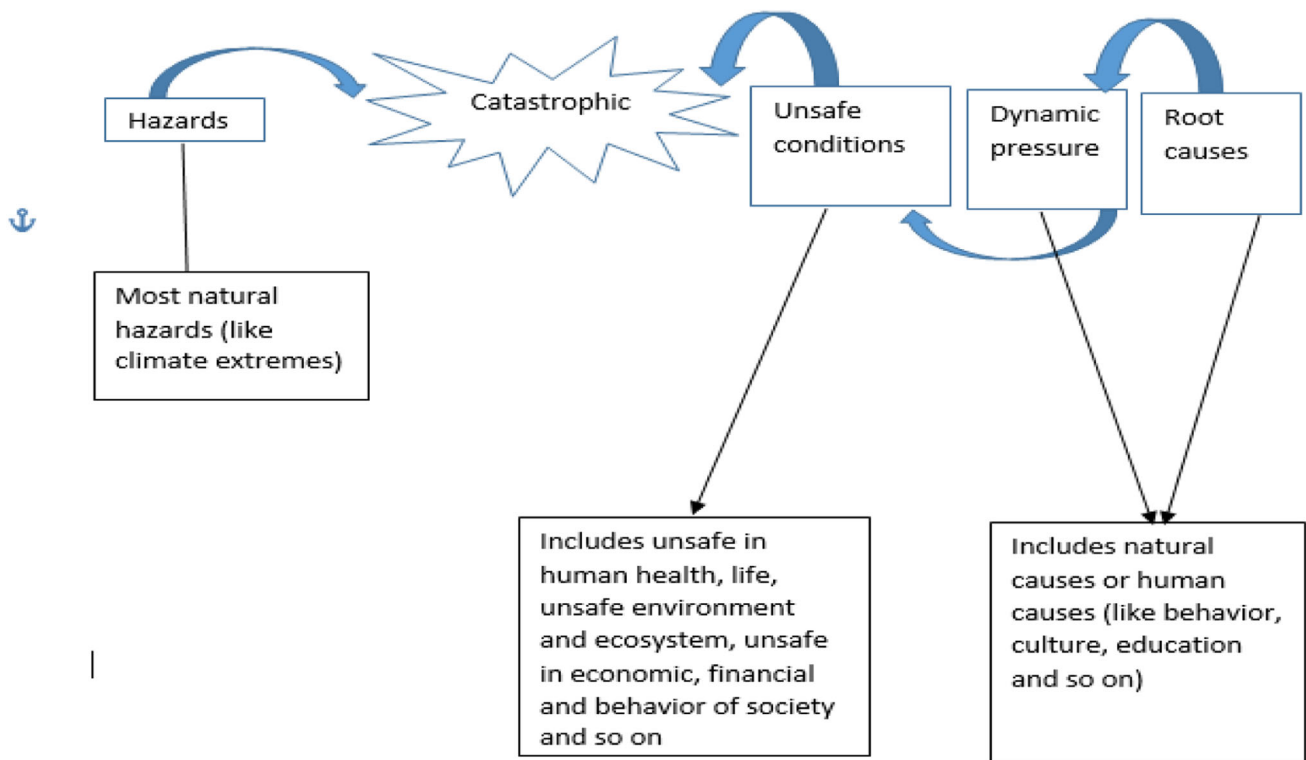 Hazards
Catastrophic
Unsafe
conditions
Dynamic
pressure
Root
causes
Most natural
hazards (like
climate extremes)
Includes unsafe in
human health, life,
unsafe environment
and ecosystem, unsafe
in economic, financial
and behavior of society
and so on
Includes natural
causes or human
causes (like behavior,
culture, education
and so on)